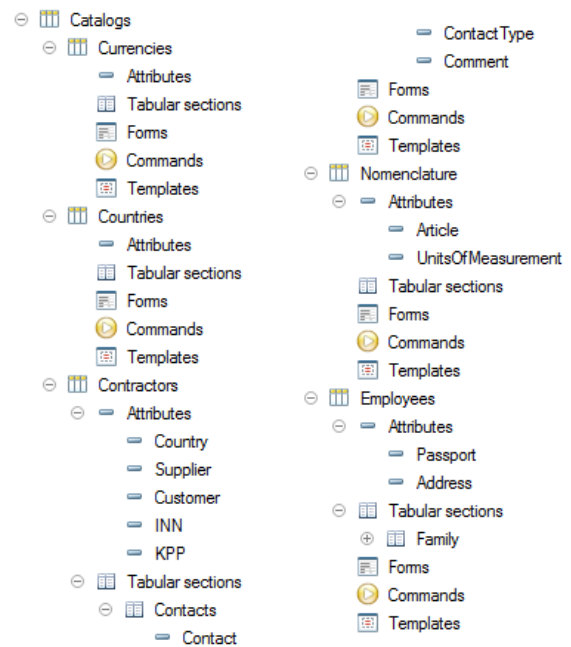 Catalogs
Currencies
Attributes
Tabular sections
Forms
Commands
Templates
Countries
Attributes
Tabular sections
Forms
Commands
Templates
Contractors
Attributes
Country
Supplier
Customer
INN
KPP
Tabular sections
Contacts
Contact
ContactType
Comment
Forms
Commands
Templates
Nomenclature
Attributes
Article
UnitsOfMeasurement
Tabular sections
Forms
Commands
Templates
Employees
Attributes
Passport
Address
Tabular sections
Family
Forms
Commands
Templates